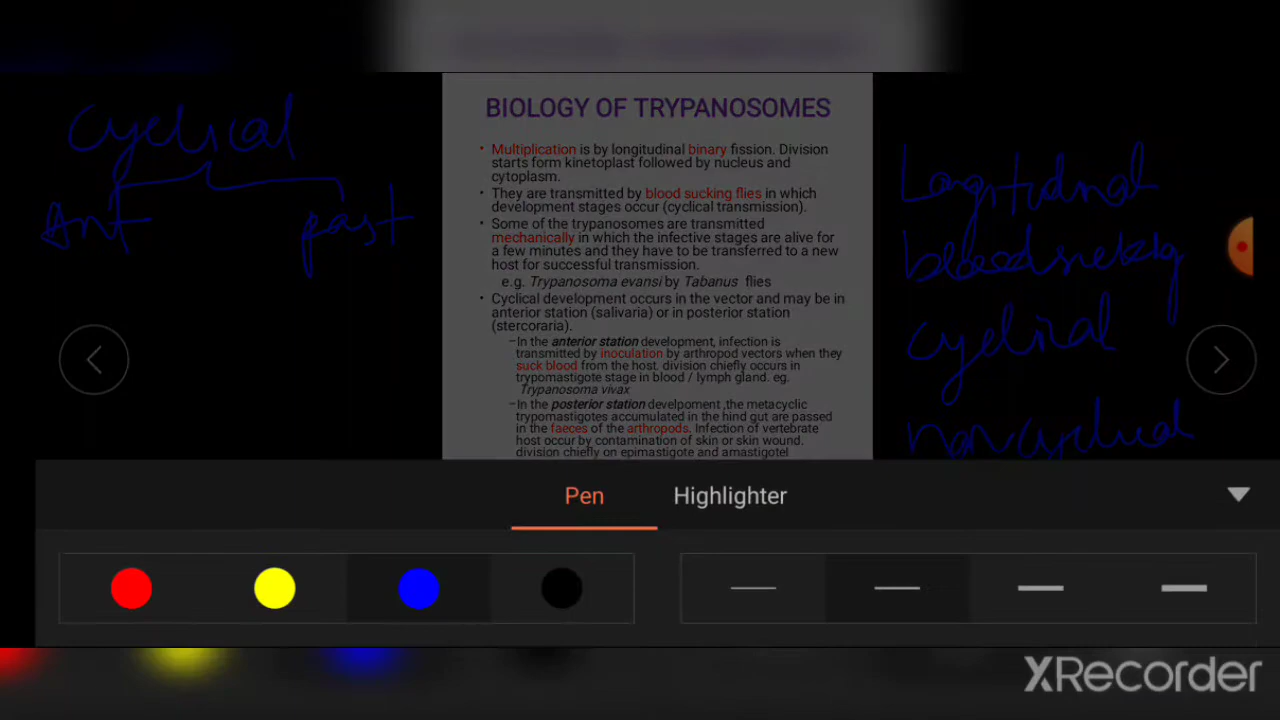 cyclical
Ant
post
BIOLOGY OF TRYPANOSOMES
• Multiplication is by longitudinal binary fission. Division
starts form kinetoplast followed by nucleus and
cytoplasm.
• They are transmitted by blood sucking flies in which
development stages occur (cyclical transmission).
• Some of the trypanosomes are transmitted
mechanically in which the infective stages are alive for
a few minutes and they have to be transferred to a new
host for successful transmission.
e.g. Trypanosoma evansi by Tabanus flies
• Cyclical development occurs in the vector and may be in
anterior station (salivaria) or in posterior station
(stercoraria).
–In the anterior station development, infection is
transmitted by inoculation by arthropod vectors when they
suck blood from the host. division chiefly occurs in
trypomastigote stage in blood / lymph gland. eg.
Trypanosoma vivax
–In the posterior station develpoment ,the metacyclic
trypomastigotes accumulated in the hind gut are passed
in the faeces of the arthropods. Infection of vertebrate
host occur by contamination of skin or skin wound.
division chiefly on epimastigote and amastigotel
Longitudinal
cyclical
noncyclical
Pen
Highlighter
XRecorder